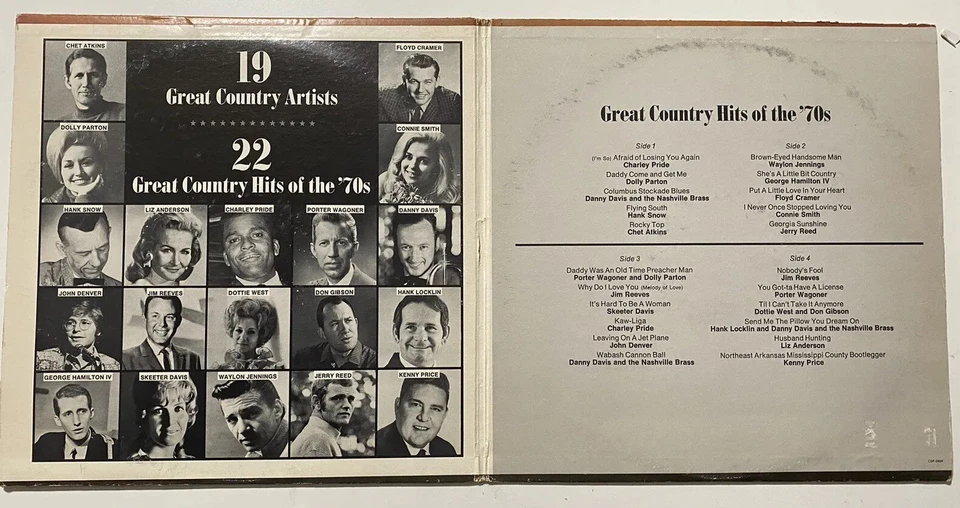 CHET ATKINS
19
Great Country Artists
FLOYD CRAMER
DOLLY PARTON
22
Great Country Hits of the '70s
CONNIE SMITH
HANK SNOW
LIZ ANDERSON
CHARLEY PRIDE
PORTER WAGONER
DANNY DAVIS
JOHN DENVER
JIM REEVES
DOTTIE WEST
DON GIBSON
HANK LOCKLIN
GEORGE HAMILTON IV
SKEETER DAVIS
WAYLON JENNINGS
JERRY REED
KENNY PRICE
Great Country Hits of the '70s
Side 1
(I'm So) Afraid of Losing You Again
Charley Pride
Daddy Come and Get Me
Dolly Parton
Columbus Stockade Blues
Danny Davis and the Nashville Brass
Flying South
Hank Snow
Rocky Top
Chet Atkins
Side 2
Brown-Eyed Handsome Man
Waylon Jennings
She's A Little Bit Country
George Hamilton IV
Put A Little Love In Your Heart
Floyd Cramer
I Never Once Stopped Loving You
Connie Smith
Georgia Sunshine
Jerry Reed
Side 3
Daddy Was An Old Time Preacher Man
Porter Wagoner and Dolly Parton
Why Do I Love You (Melody of Love)
Jim Reeves
It's Hard To Be A Woman
Skeeter Davis
Kaw-Liga
Charley Pride
Leaving On A Jet Plane
John Denver
Wabash Cannon Ball
Danny Davis and the Nashville Brass
Side 4
Nobody's Fool
Jim Reeves
You Got-ta Have A License
Porter Wagoner
Til I Can't Take It Anymore
Dottie West and Don Gibson
Send Me The Pillow You Dream On
Hank Locklin and Danny Davis and the Nashville Brass
Husband Hunting
Liz Anderson
Northeast Arkansas Mississippi County Bootlegger
Kenny Price